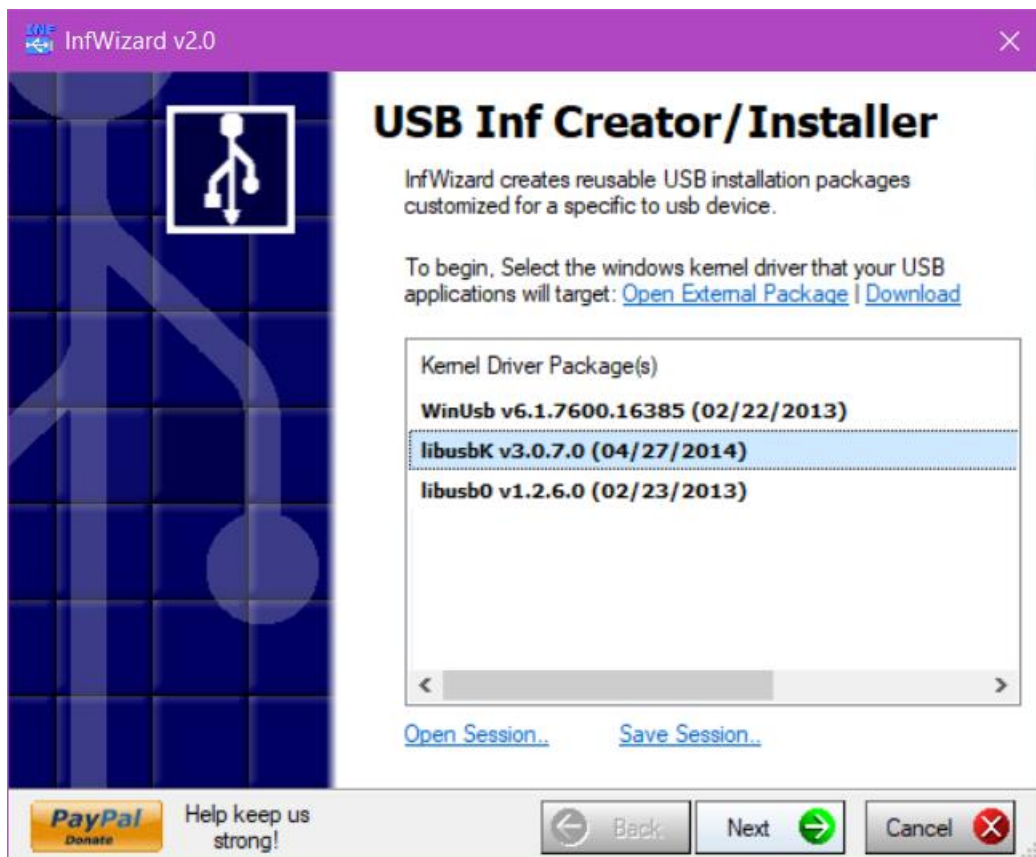 INF
InfWizard v2.0
USB Inf Creator/Installer
InfWizard creates reusable USB installation packages
customized for a specific to usb device.
To begin, Select the windows kernel driver that your USB
applications will target: Open External Package | Download
Kernel Driver Package(s)
WinUsb v6.1.7600.16385 (02/22/2013)
libusbK v3.0.7.0 (04/27/2014)
libusb0 v1.2.6.0 (02/23/2013)
Open Session.. Save Session..
PayPal
Donate
Help keep us
strong!
Back Next Cancel